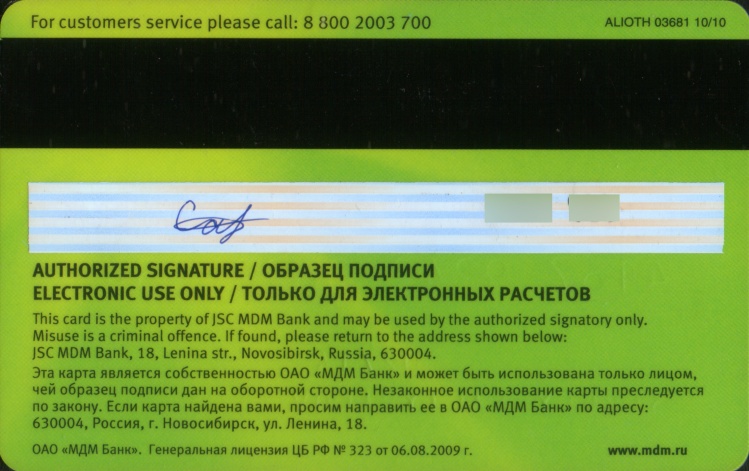 For customers service please call: 8 800 2003 700
ALIOTH 03681 10/10
AUTHORIZED SIGNATURE / ОБРАЗЕЦ ПОДПИСИ
ELECTRONIC USE ONLY / ТОЛЬКО ДЛЯ ЭЛЕКТРОННЫХ РАСЧЕТОВ
This card is the property of JSC MDM Bank and may be used by the authorized signatory only.
Misuse is a criminal offence. If found, please return to the address shown below:
JSC MDM Bank, 18, Lenina str., Novosibirsk, Russia, 630004.
Эта карта является собственностью ОАО «МДМ Банк» и может быть использована только лицом,
чей образец подписи дан на оборотной стороне. Незаконное использование карты преследуется
по закону. Если карта найдена вами, просим направить ее в ОАО «МДМ Банк» по адресу:
630004, Россия, г. Новосибирск, ул. Ленина, 18.
ОАО «МДМ Банк». Генеральная лицензия ЦБ РФ № 323 от 06.08.2009 г.
www.mdm.ru